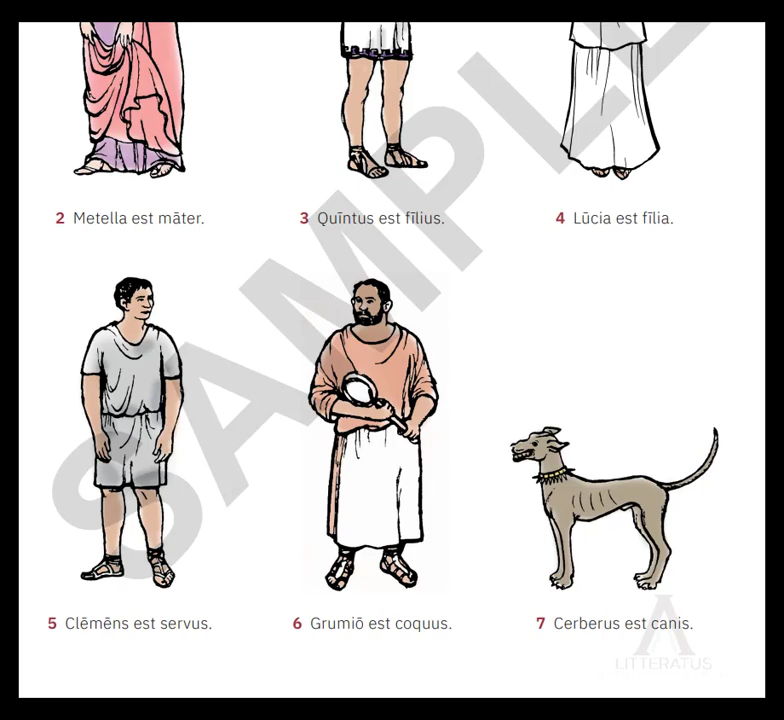 2 Metella est māter.
3 Quīntus est fīlius.
4 Lūcia est fīlia.
SAMPLE
5 Clēmēns est servus.
6 Grumiō est coquus.
7 Cerberus est canis.
LITTERATUS